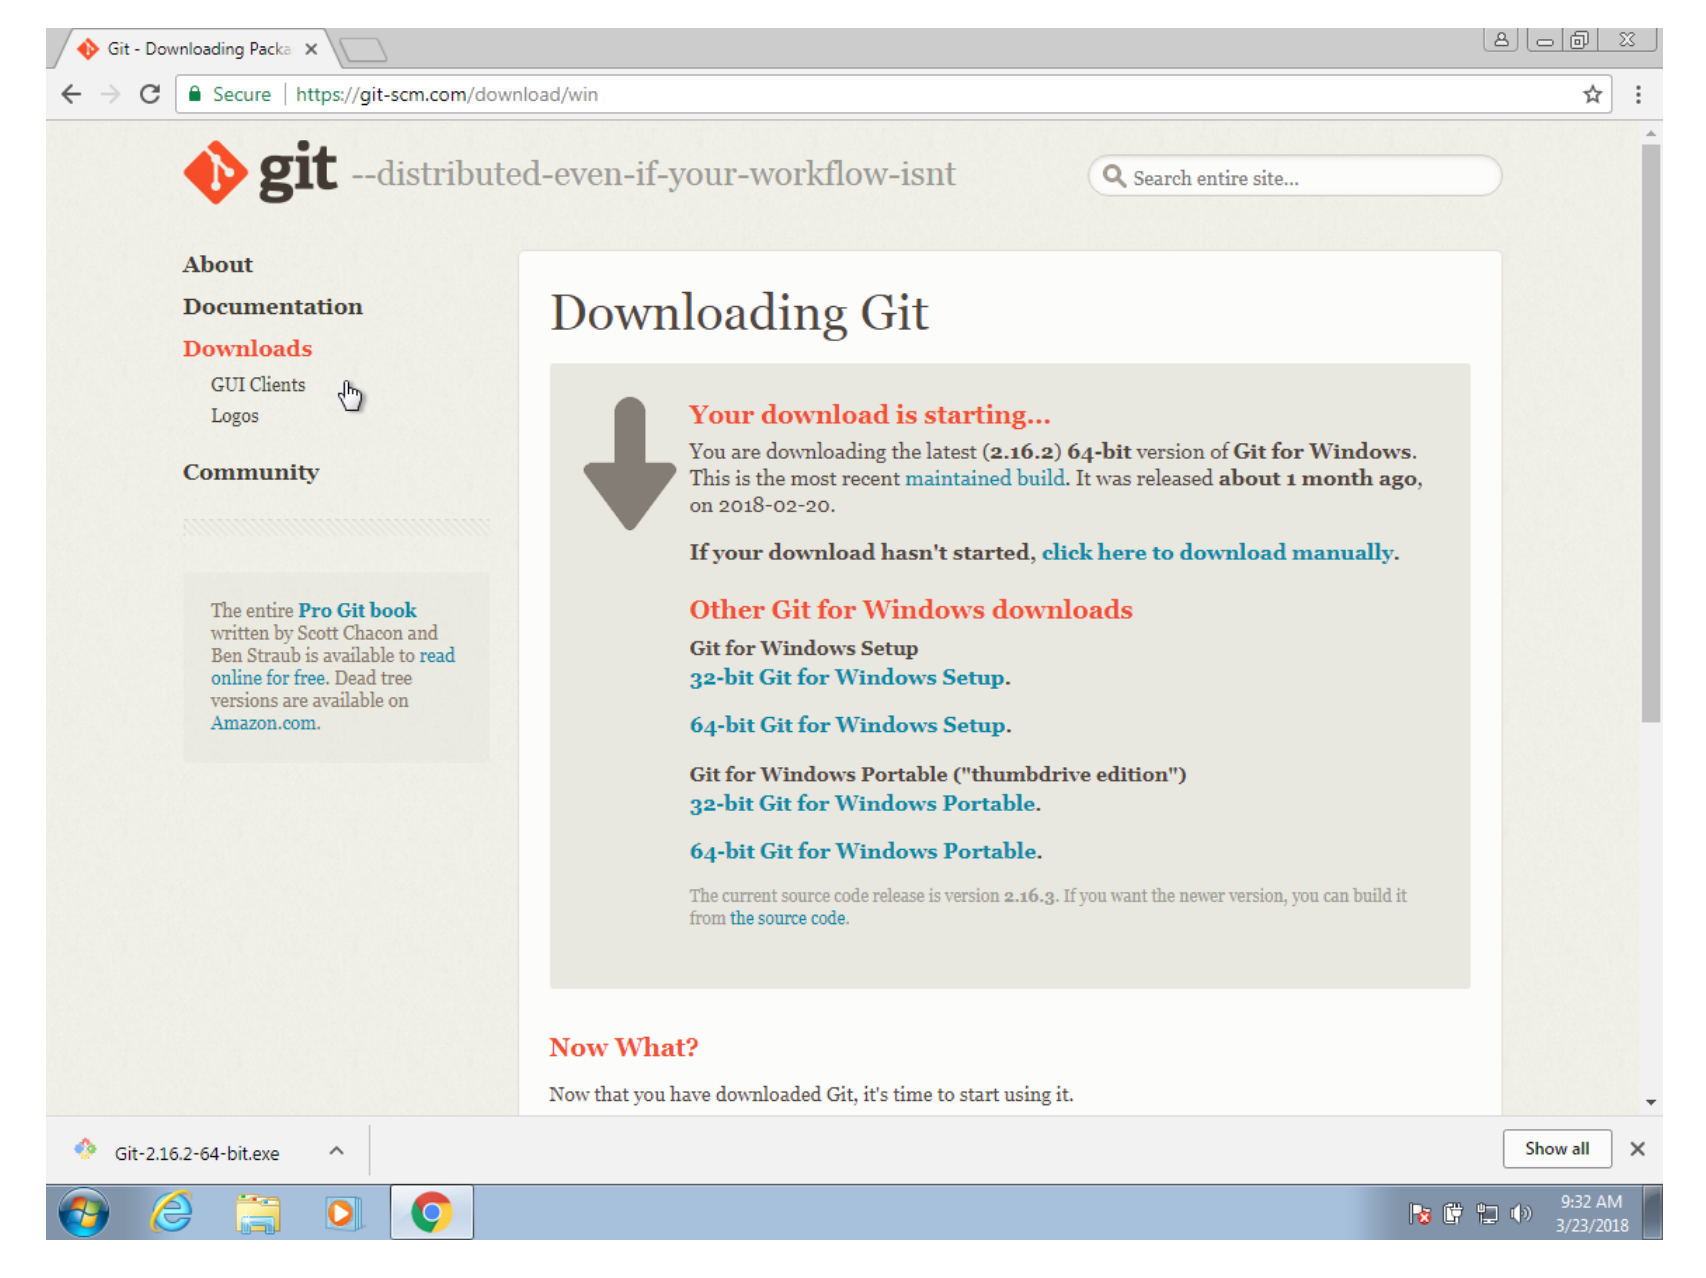 Git - Downloading Packa
Secure | https://git-scm.com/download/win
git --distributed-even-if-your-workflow-isnt
Search entire site...
About
Documentation
Downloads
GUI Clients
Logos
Community
The entire Pro Git book
written by Scott Chacon and
Ben Straub is available to read
online for free. Dead tree
versions are available on
Amazon.com.
Downloading Git
Your download is starting...
You are downloading the latest (2.16.2) 64-bit version of Git for Windows.
This is the most recent maintained build. It was released about 1 month ago,
on 2018-02-20.
If your download hasn't started, click here to download manually.
Other Git for Windows downloads
Git for Windows Setup
32-bit Git for Windows Setup.
64-bit Git for Windows Setup.
Git for Windows Portable ("thumbdrive edition")
32-bit Git for Windows Portable.
64-bit Git for Windows Portable.
The current source code release is version 2.16.3. If you want the newer version, you can build it
from the source code.
Now What?
Now that you have downloaded Git, it's time to start using it.
Git-2.16.2-64-bit.exe
Show all
9:32 AM
3/23/2018